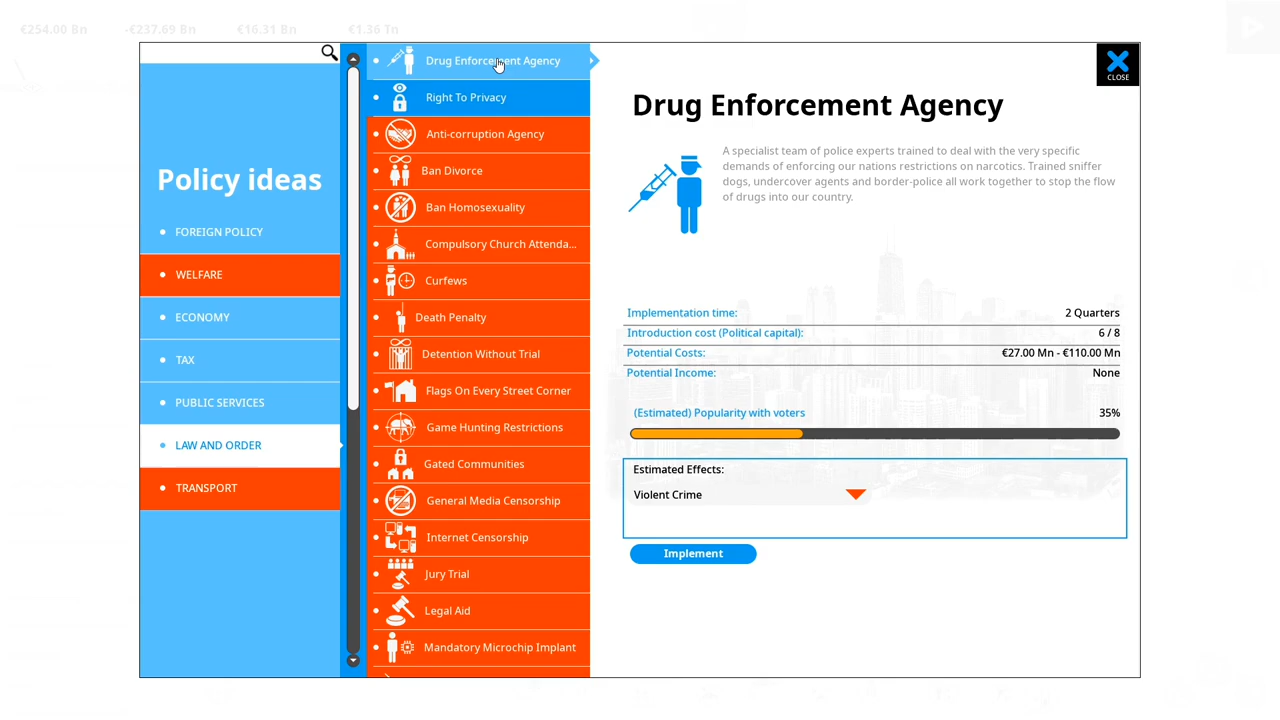 €254.00 Bn
-€237.69 Bn
€16.31 Bn
€1.36 Tn
Policy ideas
FOREIGN POLICY
WELFARE
ECONOMY
TAX
PUBLIC SERVICES
LAW AND ORDER
TRANSPORT
Drug Enforcement Agency
Right To Privacy
Anti-corruption Agency
Ban Divorce
Ban Homosexuality
Compulsory Church Attenda...
Curfews
Death Penalty
Detention Without Trial
Flags On Every Street Corner
Game Hunting Restrictions
Gated Communities
General Media Censorship
Internet Censorship
Jury Trial
Legal Aid
Mandatory Microchip Implant
CLOSE
Drug Enforcement Agency
A specialist team of police experts trained to deal with the very specific
demands of enforcing our nations restrictions on narcotics. Trained sniffer
dogs, undercover agents and border-police all work together to stop the flow
of drugs into our country.
Implementation time: 2 Quarters
Introduction cost (Political capital): 6 / 8
Potential Costs: €27.00 Mn - €110.00 Mn
Potential Income: None
(Estimated) Popularity with voters 35%
Estimated Effects:
Violent Crime
Implement